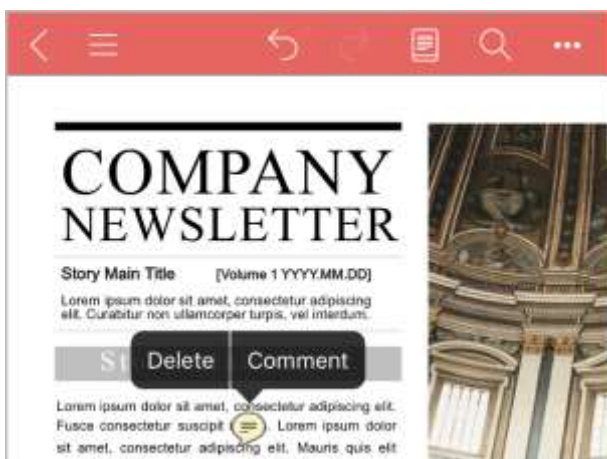 COMPANY
NEWSLETTER
Story Main Title [Volume 1 YYYY.MM.DD]
Lorem ipsum dolor sit amet, consectetur adipiscing
elit. Curabitur non ullamcorper turpis, vel interdum.
Delete Comment
Lorem ipsum dolor sit amet, consectetur adipiscing elit.
Fusce consectetur suscipit . Lorem ipsum dolor
sit amet, consectetur adipiscing elit. Mauris quis elit